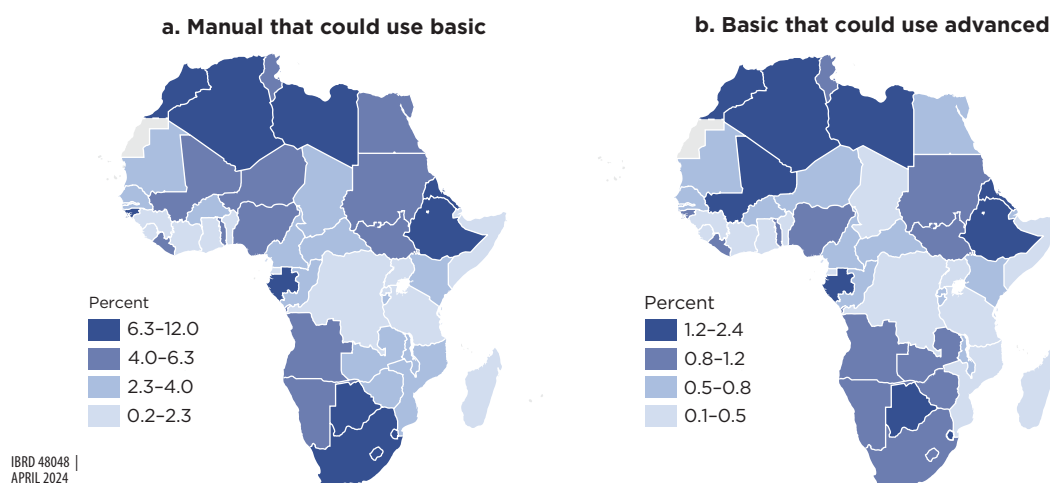 a. Manual that could use basic
b. Basic that could use advanced
Percent
6.3–12.0
4.0–6.3
2.3–4.0
0.2–2.3
Percent
1.2–2.4
0.8–1.2
0.5–0.8
0.1–0.5
IBRD 48048 |
APRIL 2024